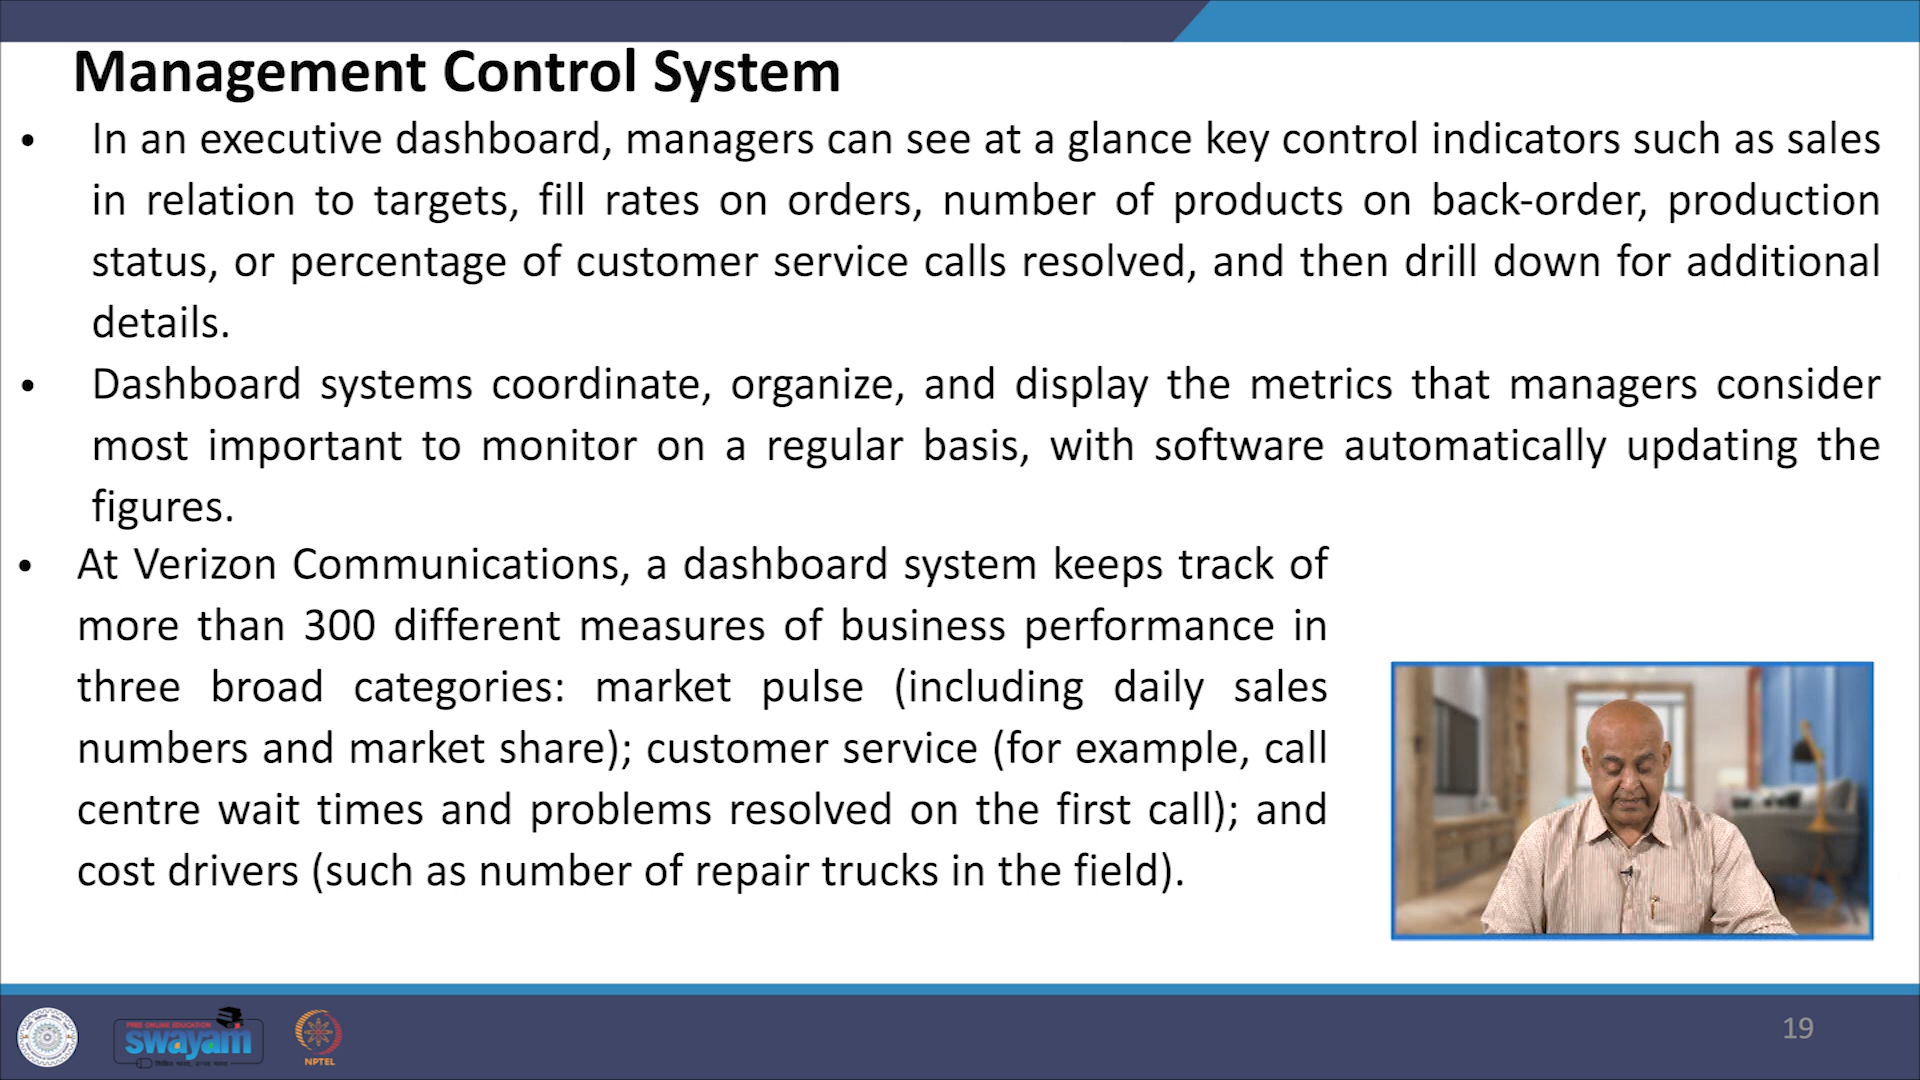 Management Control System
• In an executive dashboard, managers can see at a glance key control indicators such as sales
in relation to targets, fill rates on orders, number of products on back-order, production
status, or percentage of customer service calls resolved, and then drill down for additional
details.
• Dashboard systems coordinate, organize, and display the metrics that managers consider
most important to monitor on a regular basis, with software automatically updating the
figures.
• At Verizon Communications, a dashboard system keeps track of
more than 300 different measures of business performance in
three broad categories: market pulse (including daily sales
numbers and market share); customer service (for example, call
centre wait times and problems resolved on the first call); and
cost drivers (such as number of repair trucks in the field).
FREE ONLINE EDUCATION
swayam
NPTEL
19